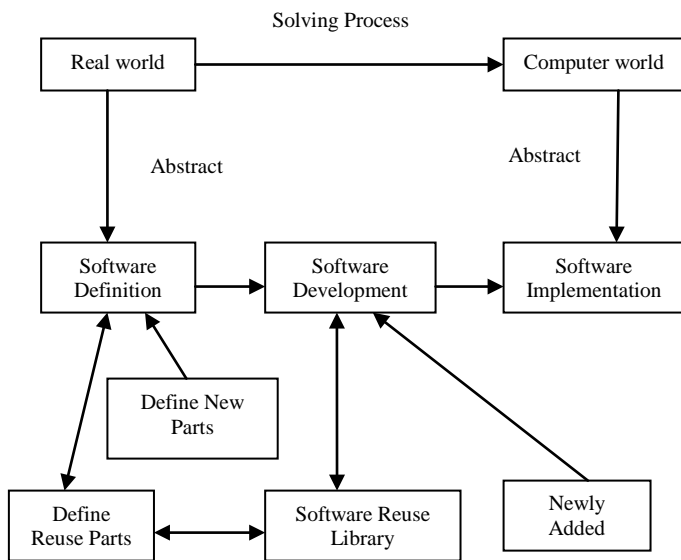 Solving Process
Real world
Computer world
Abstract
Abstract
Software
Definition
Software
Development
Software
Implementation
Define New
Parts
Define
Reuse Parts
Software Reuse
Library
Newly
Added